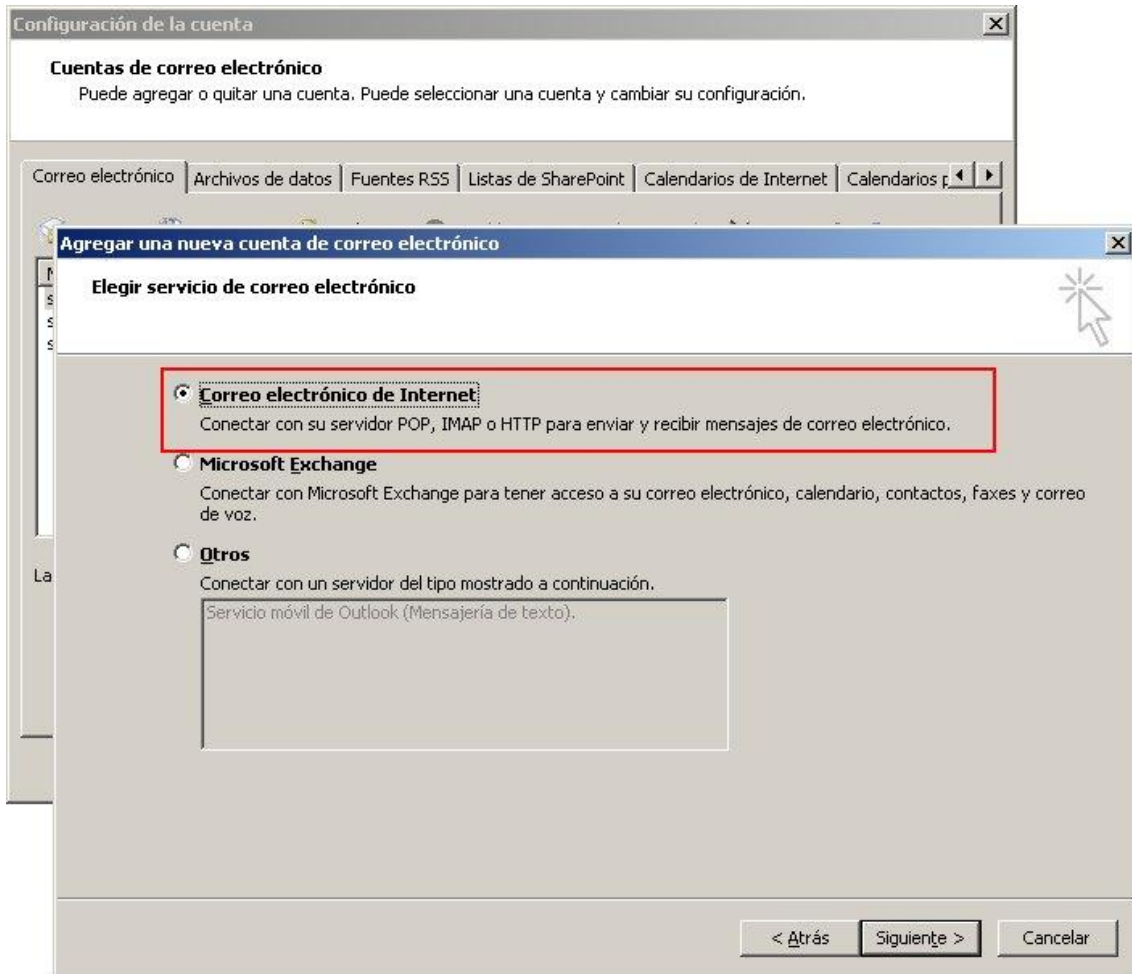 Configuración de la cuenta
Cuentas de correo electrónico
Puede agregar o quitar una cuenta. Puede seleccionar una cuenta y cambiar su configuración.
Correo electrónico Archivos de datos Fuentes RSS Listas de SharePoint Calendarios de Internet Calendarios
Agregar una nueva cuenta de correo electrónico
Elegir servicio de correo electrónico
Correo electrónico de Internet
Conectar con su servidor POP, IMAP o HTTP para enviar y recibir mensajes de correo electrónico.
Microsoft Exchange
Conectar con Microsoft Exchange para tener acceso a su correo electrónico, calendario, contactos, faxes y correo
de voz.
Otros
La
Conectar con un servidor del tipo mostrado a continuación.
Servicio móvil de Outlook (Mensajería de texto).
< Atrás Siguiente > Cancelar